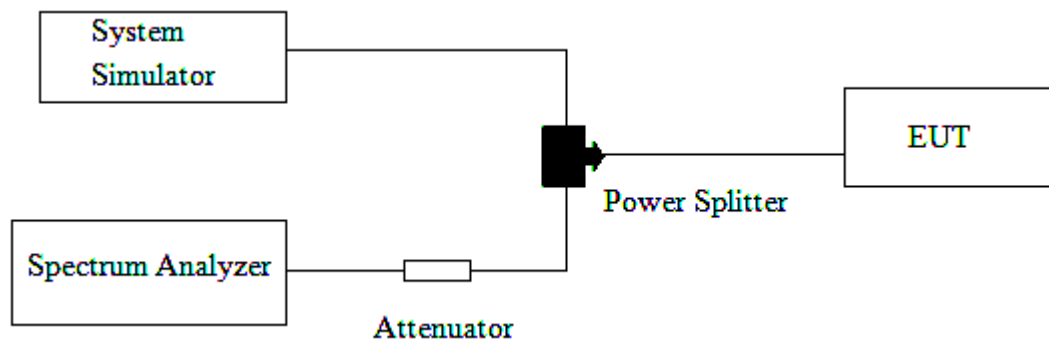 System
Simulator
EUT
Power Splitter
Spectrum Analyzer
Attenuator